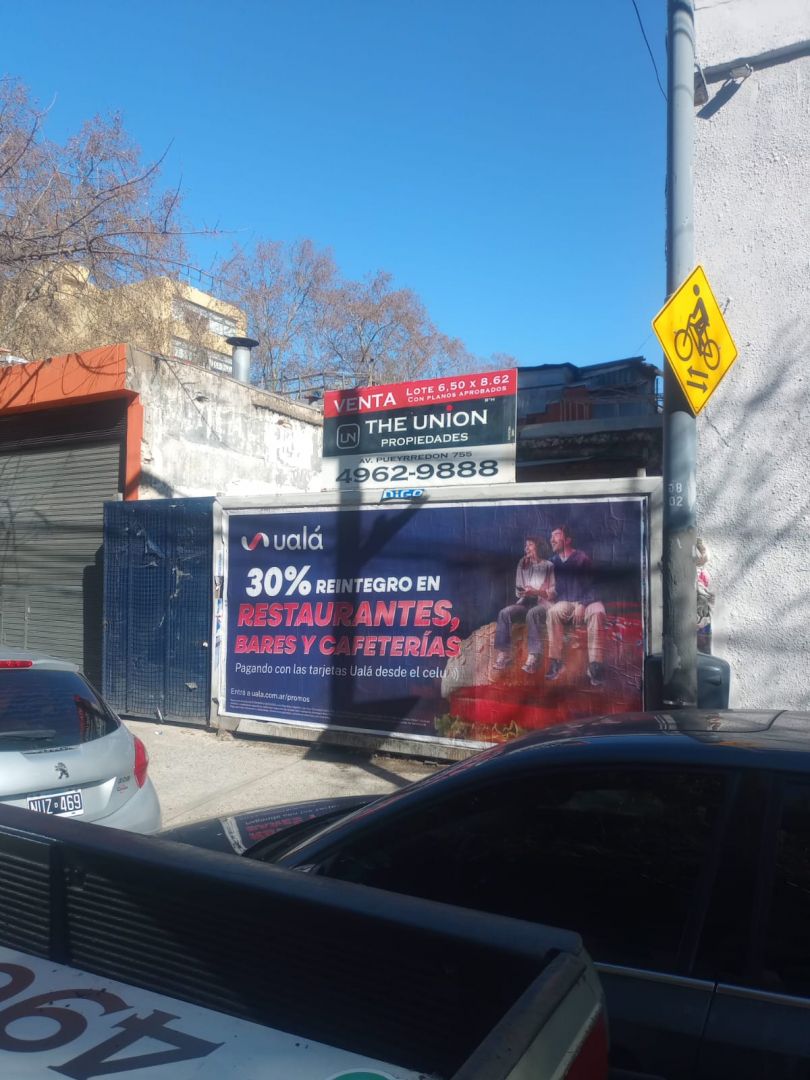 VENTA LOTE 6,50 X 8.62
CON PLANOS APROBADOS
UN THE UNION
PROPIEDADES
AV. PUEYRREDON 755
4962-9888
DiGO
ualá
30% REINTEGRO EN
RESTAURANTES,
BARES Y CAFETERÍAS
Pagando con las tarjetas Ualá desde el celu
Entrá a uala.com.ar/promos
NUZ 469